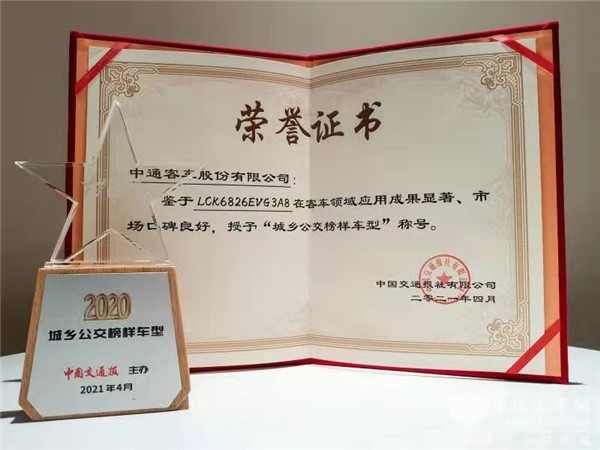 荣誉证书
中通客车股份有限公司：
鉴于LCK6826EVG3A8在客车领域应用成果显著、市
场口碑良好，授予“城乡公交榜样车型”称号。
中国交通报社有限公司
二零二一年四月
2020
城乡公交榜样车型
中国交通报 主办
2021年4月